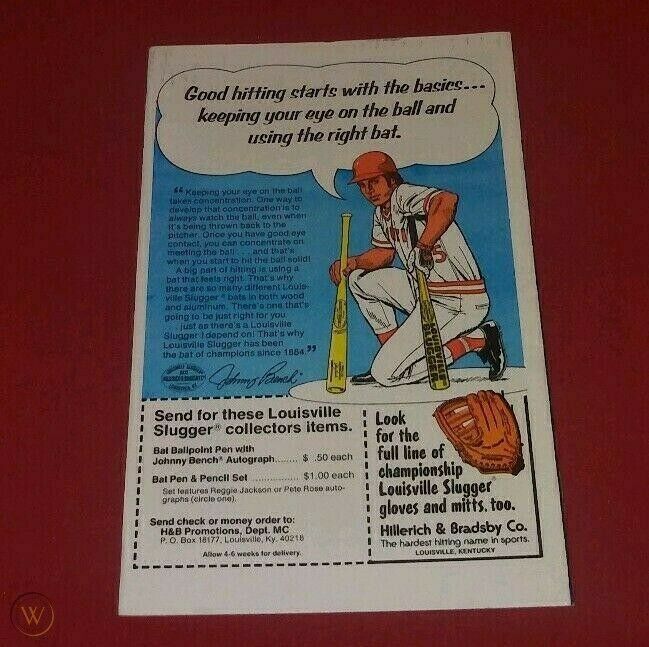 Good hitting starts with the basics...
keeping your eye on the ball and
using the right bat.
“Keeping your eye on the ball
takes concentration. One way to
develop that concentration is to
always watch the ball, even when
it's being thrown back to the
pitcher. Once you have good eye
contact, you can concentrate on
meeting the ball . . . and that's
when you start to hit the ball solid!
A big part of hitting is using a
bat that feels right. That's why
there are so many different Louis-
ville Slugger® bats in both wood
and aluminum. There's one that's
going to be just right for you
. . . just as there's a Louisville
Slugger I depend on! That's why
Louisville Slugger has been
the bat of champions since 1884.”
Johnny Bench
5
Send for these Louisville
Slugger® collectors items.
Bat Ballpoint Pen with
Johnny Bench® Autograph....... $ .50 each
Bat Pen & Pencil Set ................ $1.00 each
Set features Reggie Jackson or Pete Rose auto-
graphs (circle one).
Send check or money order to:
H&B Promotions, Dept. MC
P. O. Box 18177, Louisville, Ky. 40218
Allow 4-6 weeks for delivery.
Look
for the
full line of
championship
Louisville Slugger®
gloves and mitts, too.
Hillerich & Bradsby Co.
The hardest hitting name in sports.
LOUISVILLE, KENTUCKY
W